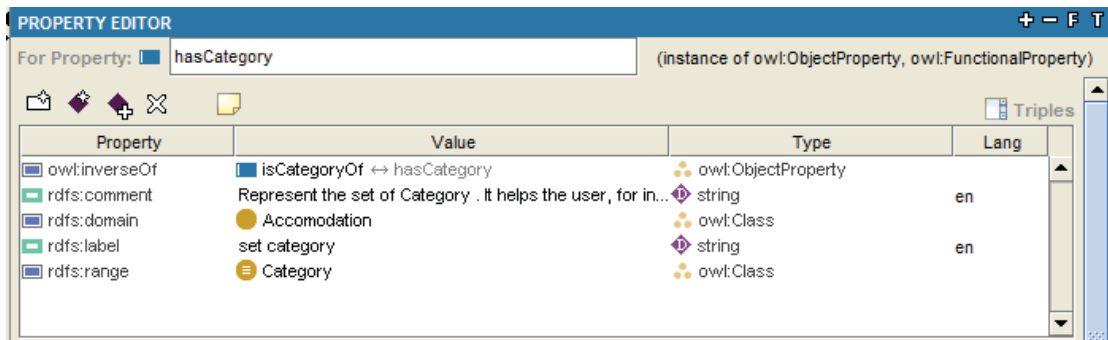 PROPERTY EDITOR + − F T
For Property: hasCategory (instance of owl:ObjectProperty, owl:FunctionalProperty)
Triples
Property Value Type Lang
owl:inverseOf isCategoryOf ↔ hasCategory owl:ObjectProperty
rdfs:comment Represent the set of Category . It helps the user, for in... string en
rdfs:domain Accomodation owl:Class
rdfs:label set category string en
rdfs:range Category owl:Class